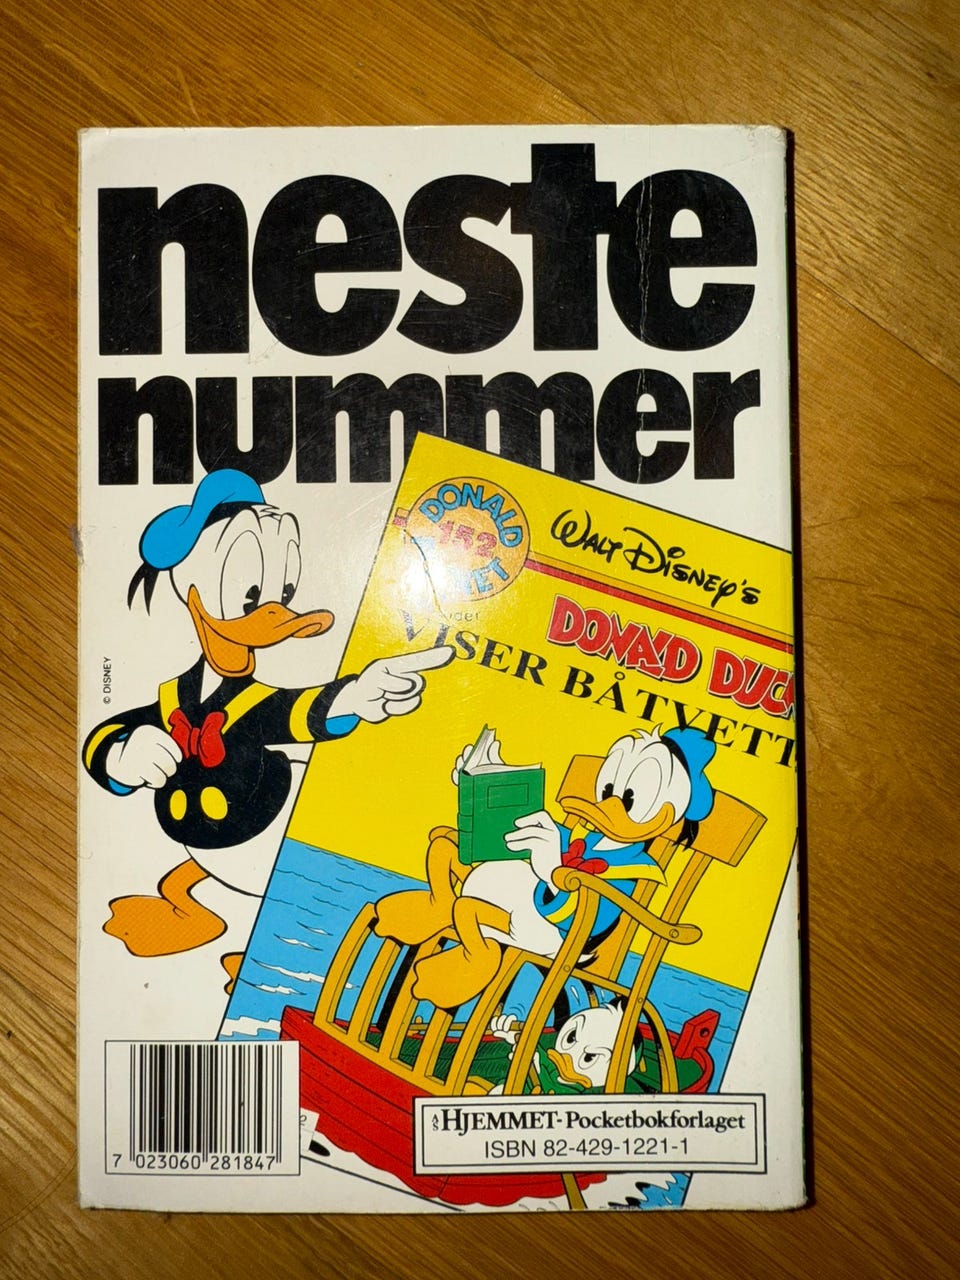 neste
nummer
DONALD
152
WALT DISNEY'S
DONALD DUCK
VISER BÅTVETT
© DISNEY
A/S HJEMMET-Pocketbokforlaget
ISBN 82-429-1221-1
7 023060 281847